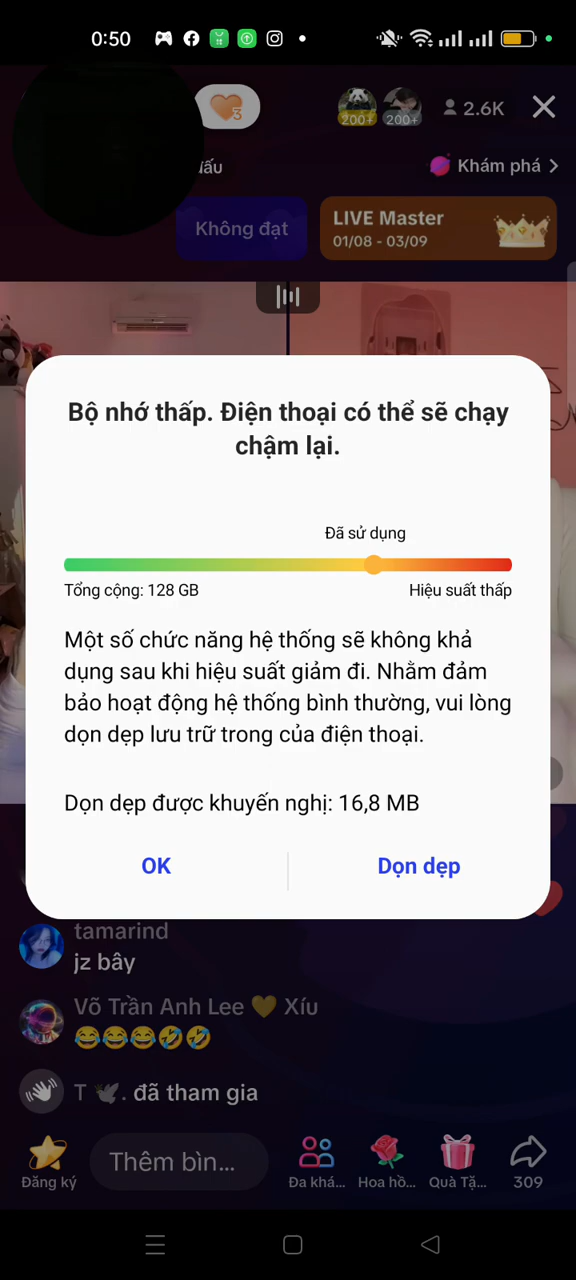 0:50
3
200+
200+
2.6K
đấu
Khám phá
Không đạt
LIVE Master
01/08 - 03/09
Bộ nhớ thấp. Điện thoại có thể sẽ chạy
chậm lại.
Đã sử dụng
Tổng cộng: 128 GB
Hiệu suất thấp
Một số chức năng hệ thống sẽ không khả
dụng sau khi hiệu suất giảm đi. Nhằm đảm
bảo hoạt động hệ thống bình thường, vui lòng
dọn dẹp lưu trữ trong của điện thoại.
Dọn dẹp được khuyến nghị: 16,8 MB
OK
Dọn dẹp
tamarind
jz bây
Võ Trần Anh Lee 💛 Xíu
😂😂😂🤣🤣
T 🕊. đã tham gia
Thêm bìn...
Đăng ký
Đa khá...
Hoa hồ...
Quà Tặ...
309